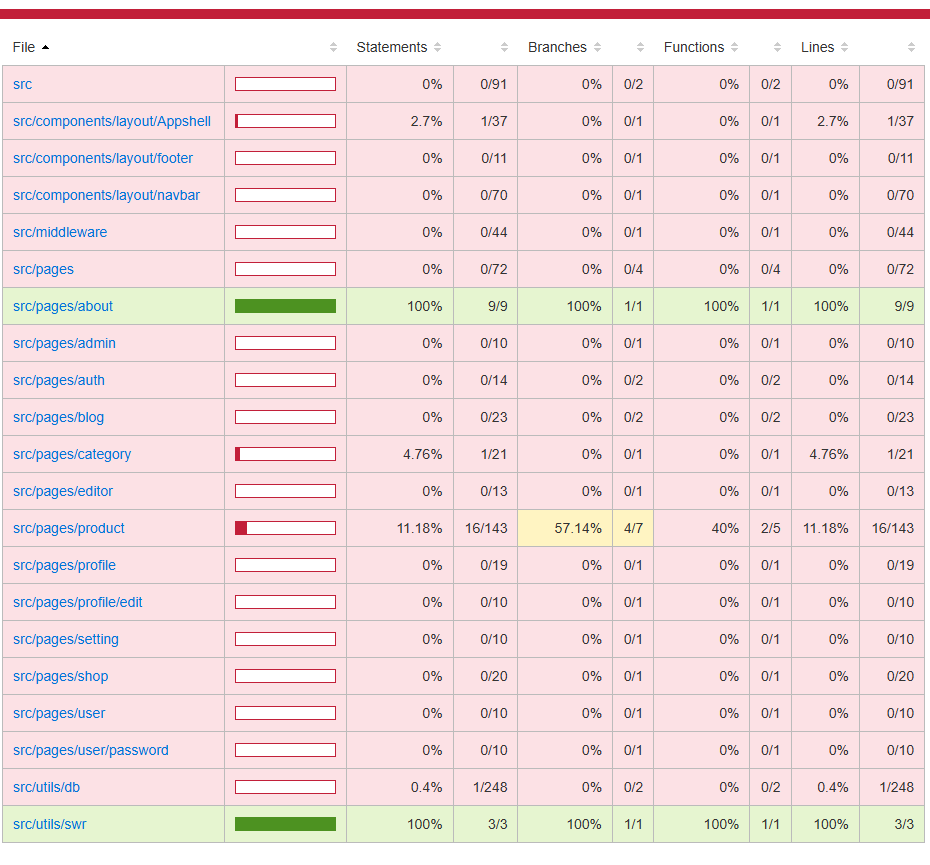 File Statements Branches Functions Lines
src 0% 0/91 0% 0/2 0% 0/2 0% 0/91
src/components/layout/Appshell 2.7% 1/37 0% 0/1 0% 0/1 2.7% 1/37
src/components/layout/footer 0% 0/11 0% 0/1 0% 0/1 0% 0/11
src/components/layout/navbar 0% 0/70 0% 0/1 0% 0/1 0% 0/70
src/middleware 0% 0/44 0% 0/1 0% 0/1 0% 0/44
src/pages 0% 0/72 0% 0/4 0% 0/4 0% 0/72
src/pages/about 100% 9/9 100% 1/1 100% 1/1 100% 9/9
src/pages/admin 0% 0/10 0% 0/1 0% 0/1 0% 0/10
src/pages/auth 0% 0/14 0% 0/2 0% 0/2 0% 0/14
src/pages/blog 0% 0/23 0% 0/2 0% 0/2 0% 0/23
src/pages/category 4.76% 1/21 0% 0/1 0% 0/1 4.76% 1/21
src/pages/editor 0% 0/13 0% 0/1 0% 0/1 0% 0/13
src/pages/product 11.18% 16/143 57.14% 4/7 40% 2/5 11.18% 16/143
src/pages/profile 0% 0/19 0% 0/1 0% 0/1 0% 0/19
src/pages/profile/edit 0% 0/10 0% 0/1 0% 0/1 0% 0/10
src/pages/setting 0% 0/10 0% 0/1 0% 0/1 0% 0/10
src/pages/shop 0% 0/20 0% 0/1 0% 0/1 0% 0/20
src/pages/user 0% 0/10 0% 0/1 0% 0/1 0% 0/10
src/pages/user/password 0% 0/10 0% 0/1 0% 0/1 0% 0/10
src/utils/db 0.4% 1/248 0% 0/2 0% 0/2 0.4% 1/248
src/utils/swr 100% 3/3 100% 1/1 100% 1/1 100% 3/3